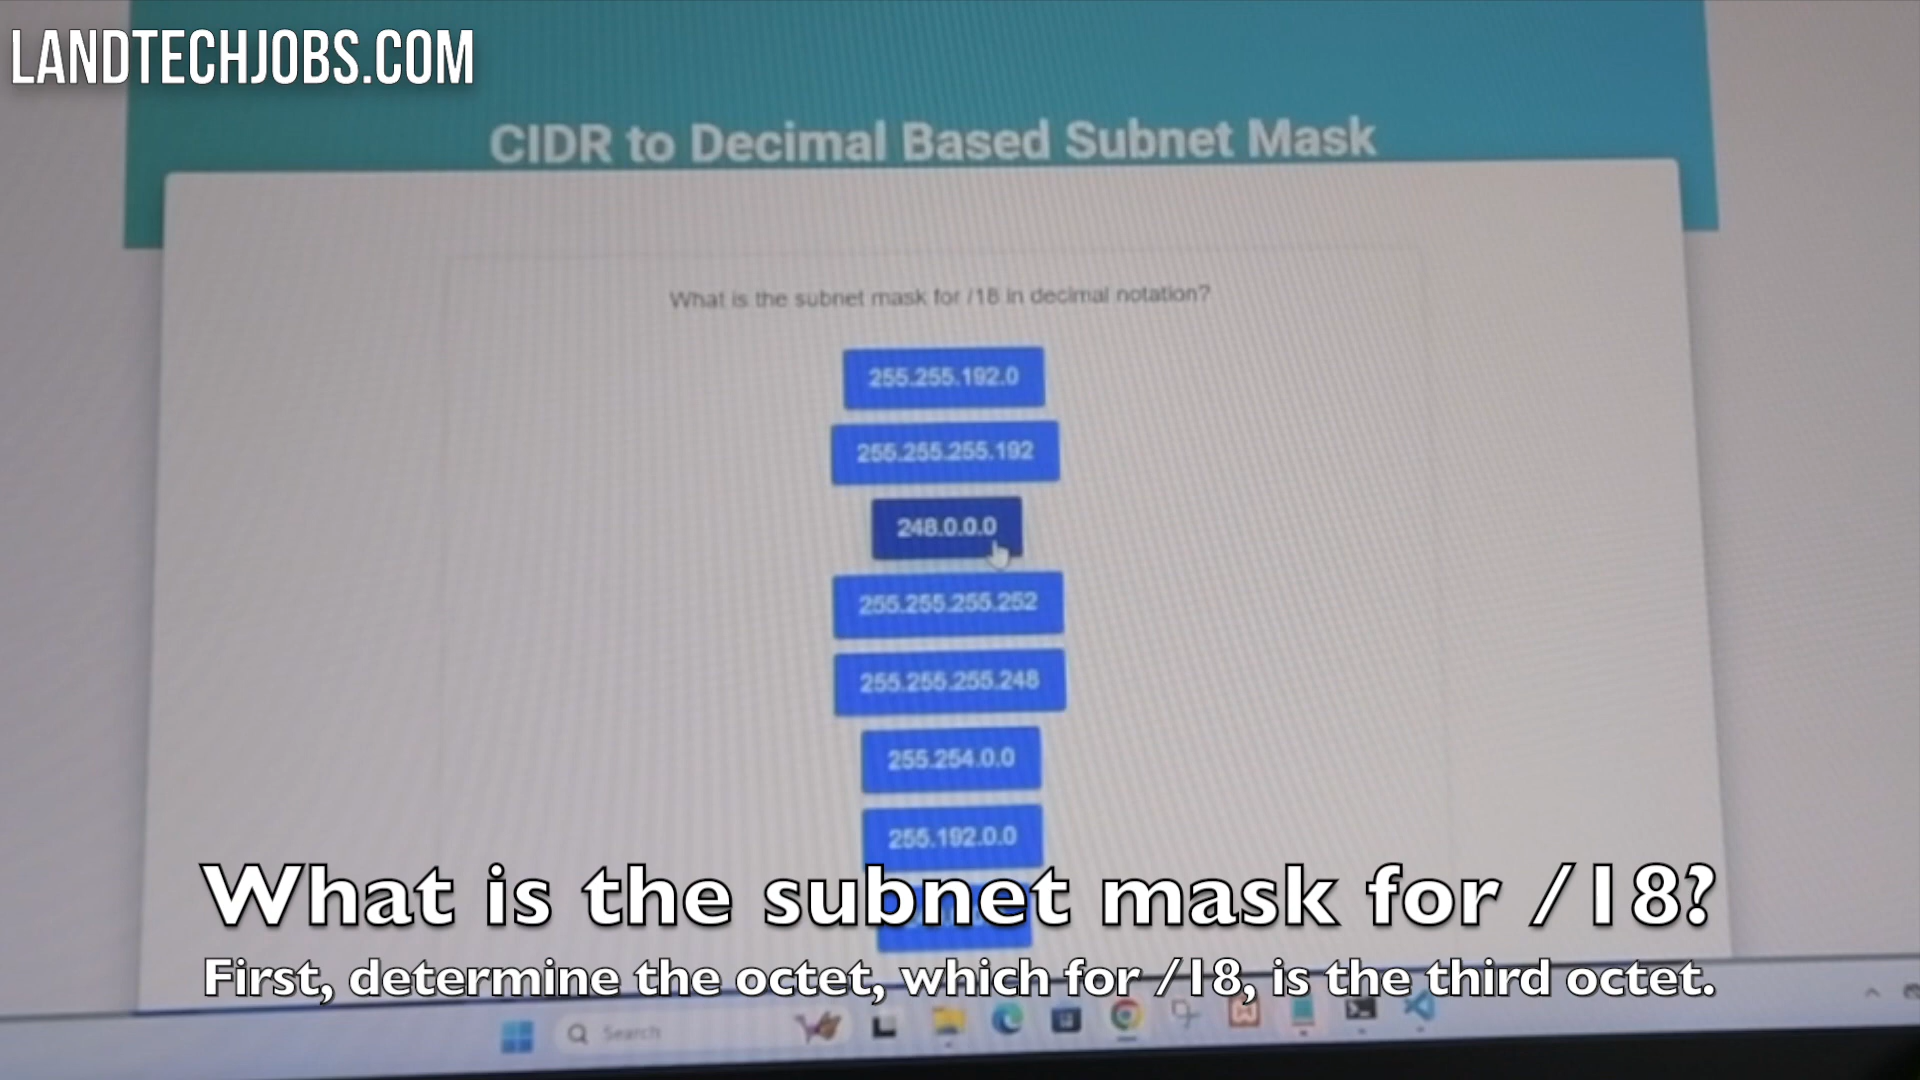 LANDTECHJOBS.COM
CIDR to Decimal Based Subnet Mask
What is the subnet mask for /18 in decimal notation?
255.255.192.0
255.255.255.192
248.0.0.0
255.255.255.252
255.255.255.248
255.254.0.0
255.192.0.0
What is the subnet mask for /18?
First, determine the octet, which for /18, is the third octet.
Search